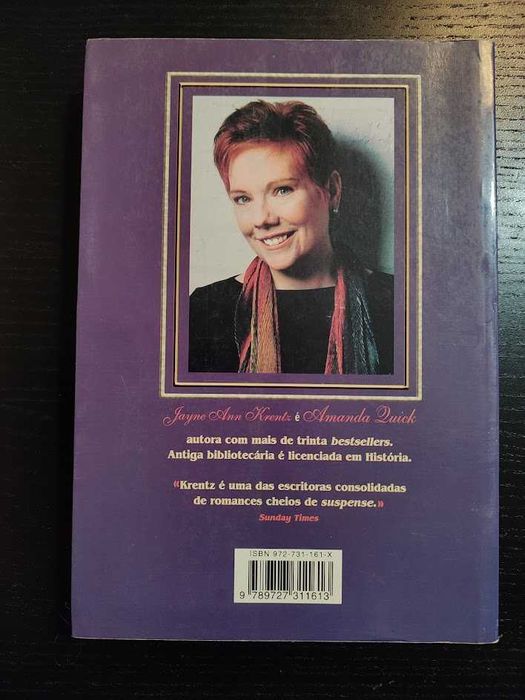 Jayne Ann Krentz é Amanda Quick
autora com mais de trinta bestsellers.
Antiga bibliotecária é licenciada em História.
«Krentz é uma das escritoras consolidadas
de romances cheios de suspense.»
Sunday Times
ISBN 972-731-161-X
9 789727 311613